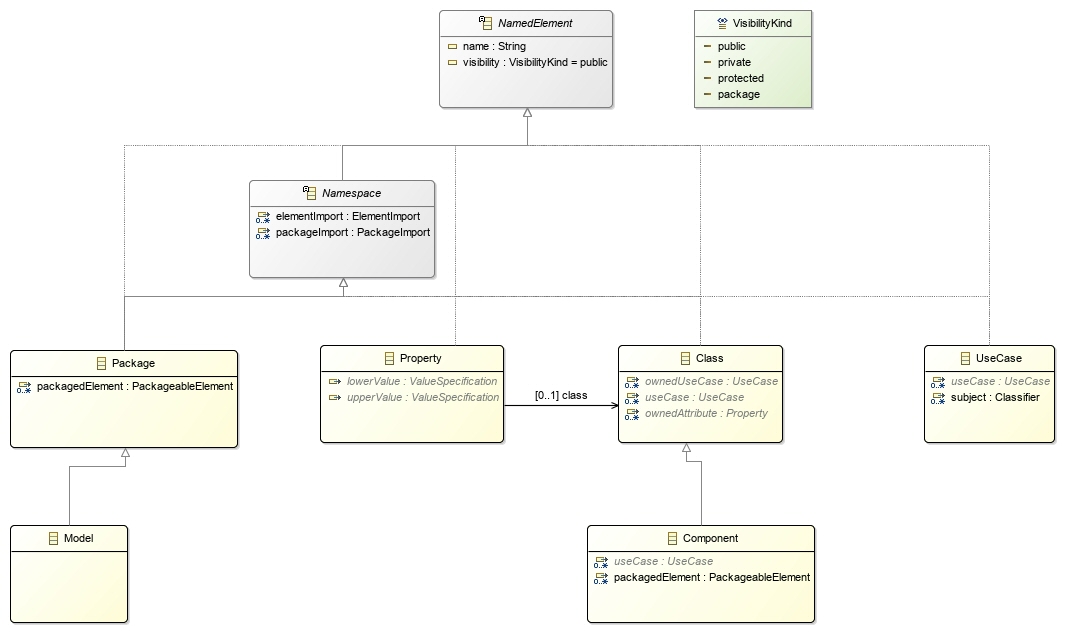 NamedElement
name : String
visibility : VisibilityKind = public
VisibilityKind
public
private
protected
package
Namespace
elementImport : ElementImport
0..*
packageImport : PackageImport
0..*
Package
packagedElement : PackageableElement
0..*
Property
lowerValue : ValueSpecification
upperValue : ValueSpecification
[0..1] class
Class
ownedUseCase : UseCase
0..*
useCase : UseCase
0..*
ownedAttribute : Property
0..*
UseCase
useCase : UseCase
0..*
subject : Classifier
0..*
Model
Component
useCase : UseCase
0..*
packagedElement : PackageableElement
0..*